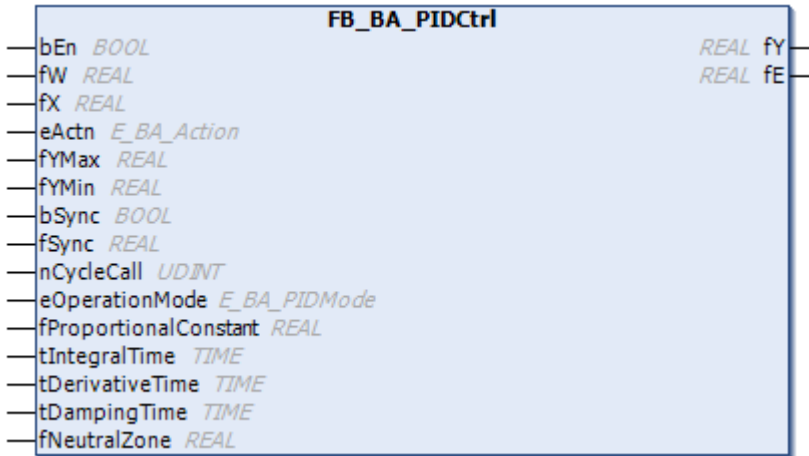 FB_BA_PIDCtrl
bEn BOOL REAL fY
fW REAL REAL fE
fX REAL
eActn E_BA_Action
fYMax REAL
fYMin REAL
bSync BOOL
fSync REAL
nCycleCall UDINT
eOperationMode E_BA_PIDMode
fProportionalConstant REAL
tIntegralTime TIME
tDerivativeTime TIME
tDampingTime TIME
fNeutralZone REAL